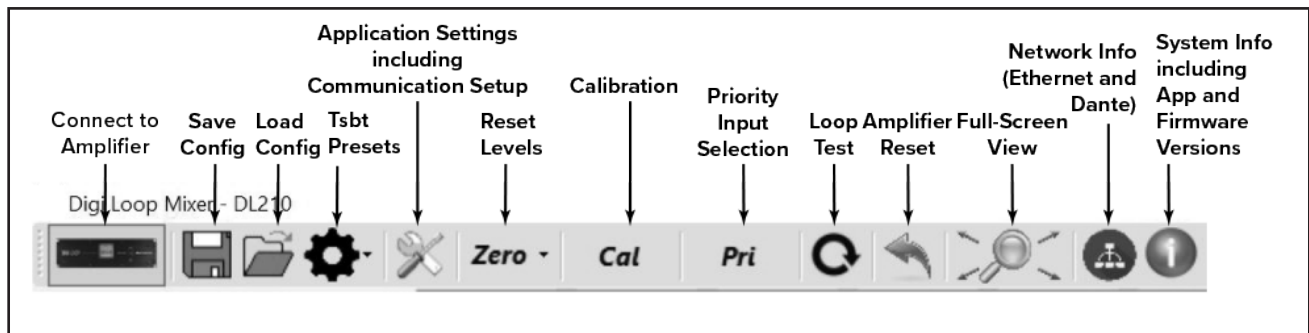 Application Settings
including
Communication Setup
Connect to
Amplifier
Save
Config
Load
Config
Tsbt
Presets
Reset
Levels
Calibration
Priority
Input
Selection
Loop
Test
Amplifier
Reset
Full-Screen
View
Network Info
(Ethernet and
Dante)
System Info
including
App and
Firmware
Versions
Digi Loop Mixer - DL210
Zero
Cal
Pri
i